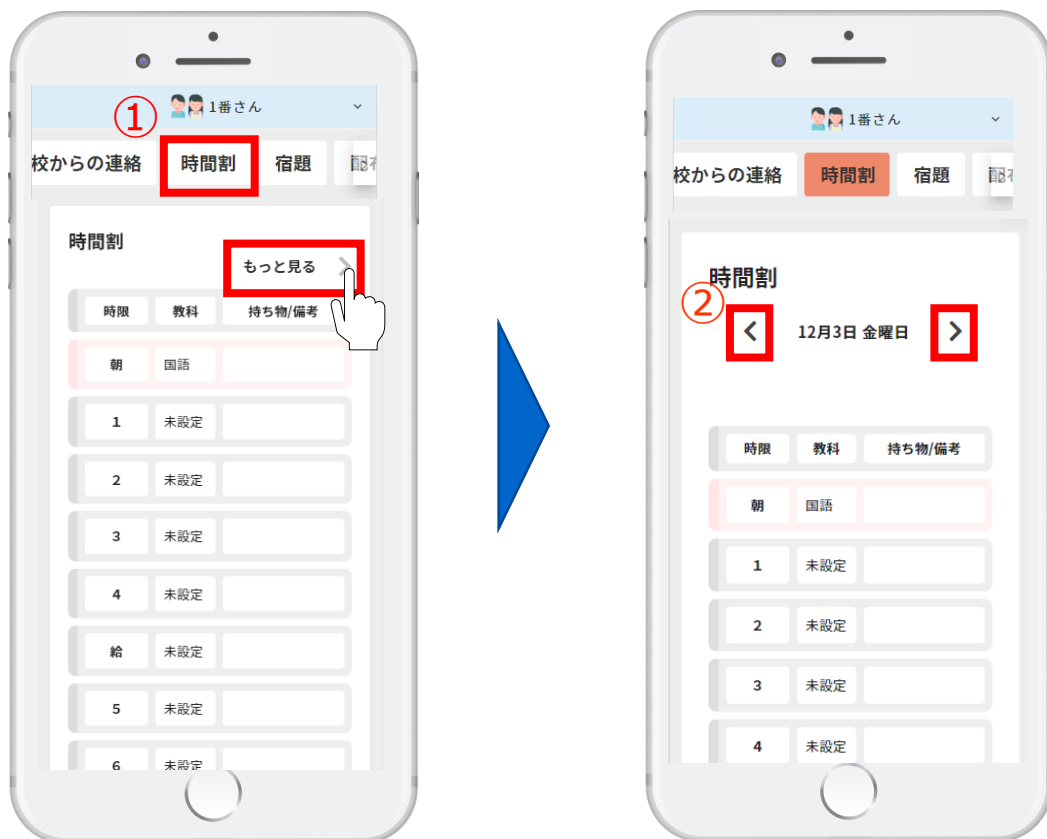 ①
1番さん
校からの連絡 時間割 宿題 配布
時間割
もっと見る
時限 教科 持ち物/備考
朝 国語
1 未設定
2 未設定
3 未設定
4 未設定
給 未設定
5 未設定
6 未設定
1番さん
校からの連絡 時間割 宿題 配布
時間割
②
12月3日 金曜日
時限 教科 持ち物/備考
朝 国語
1 未設定
2 未設定
3 未設定
4 未設定